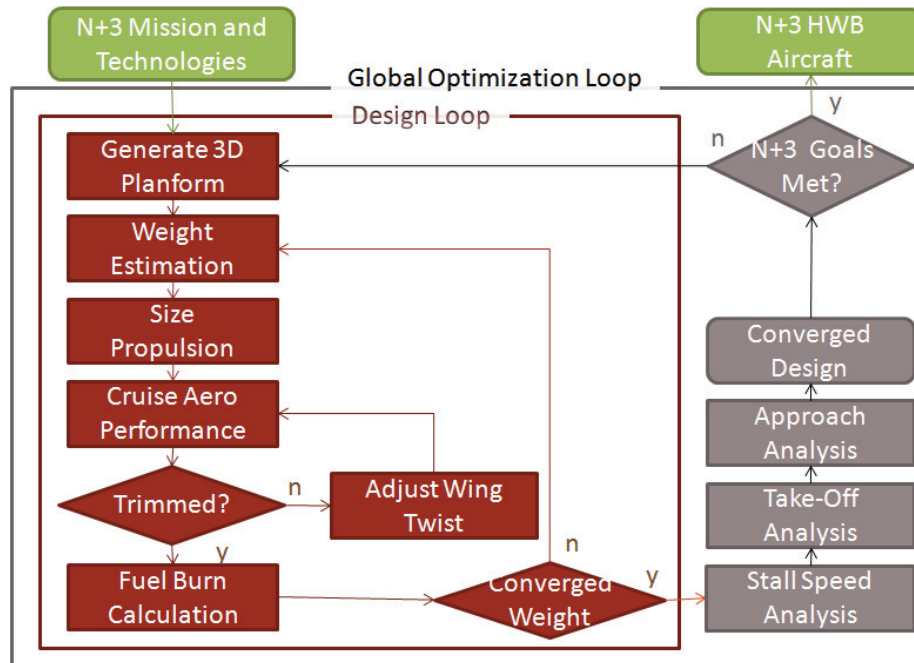 N+3 Mission and
Technologies
N+3 HWB
Aircraft
Global Optimization Loop
Design Loop
y
n
Generate 3D
Planform
N+3 Goals
Met?
Weight
Estimation
Size
Propulsion
Converged
Design
Cruise Aero
Performance
Approach
Analysis
Trimmed?
n
Adjust Wing
Twist
Take-Off
Analysis
y
n
Fuel Burn
Calculation
Converged
Weight
y
Stall Speed
Analysis